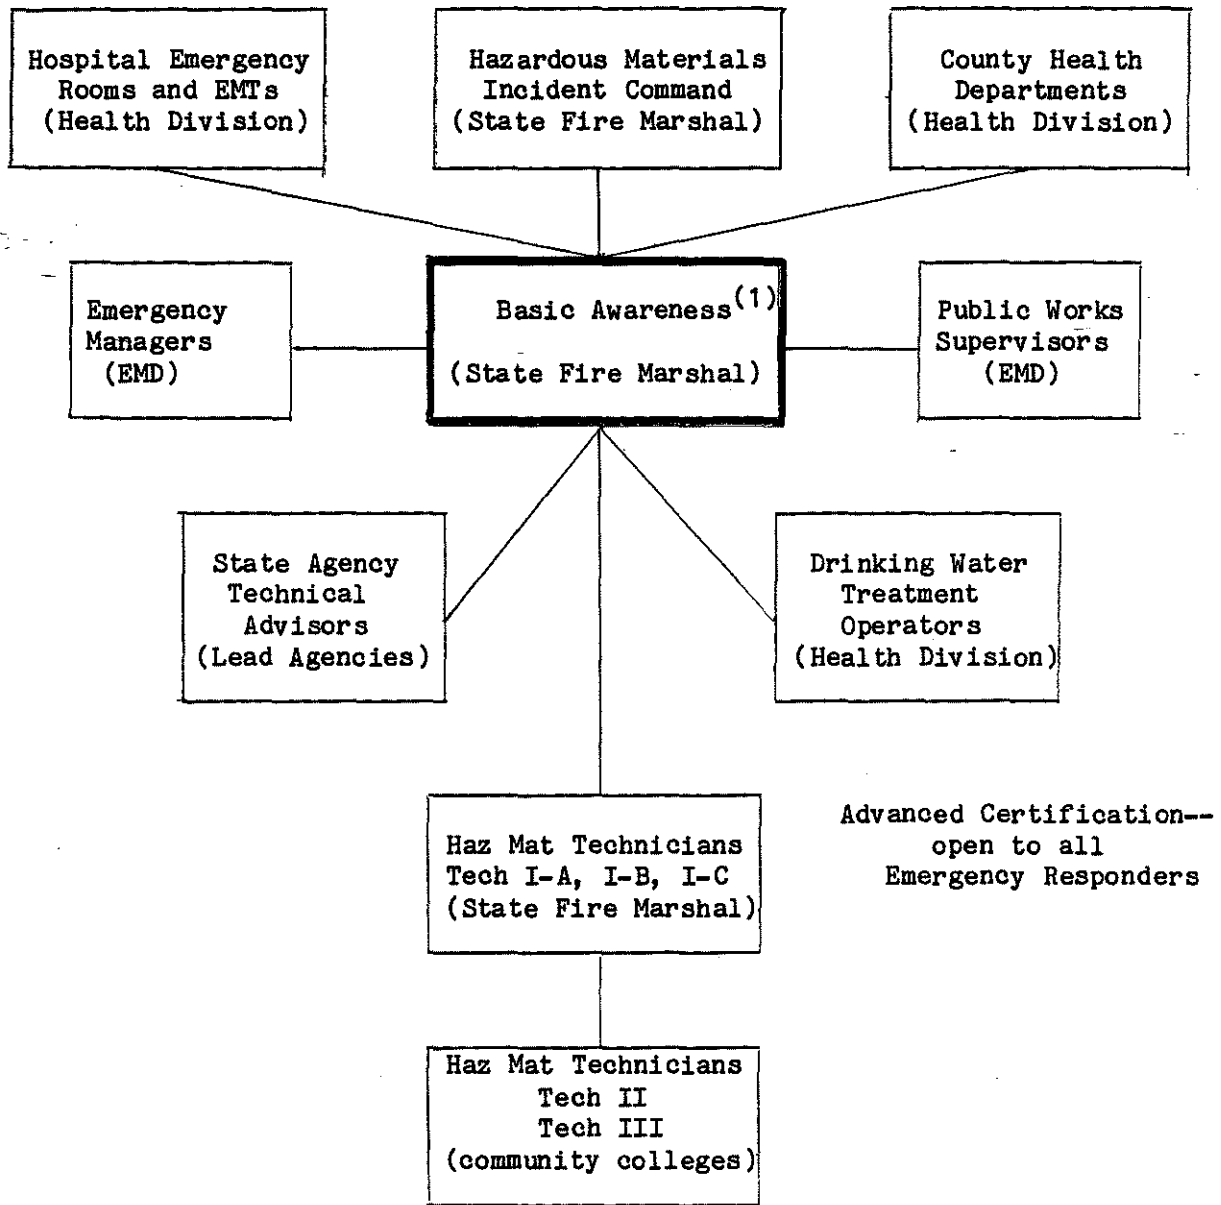 Hospital Emergency
Rooms and EMTs
(Health Division)
Hazardous Materials
Incident Command
(State Fire Marshal)
County Health
Departments
(Health Division)
Emergency
Managers
(EMD)
Basic Awareness(1)
(State Fire Marshal)
Public Works
Supervisors
(EMD)
State Agency
Technical
Advisors
(Lead Agencies)
Drinking Water
Treatment
Operators
(Health Division)
Haz Mat Technicians
Tech I-A, I-B, I-C
(State Fire Marshal)
Advanced Certification--
open to all
Emergency Responders
Haz Mat Technicians
Tech II
Tech III
(community colleges)